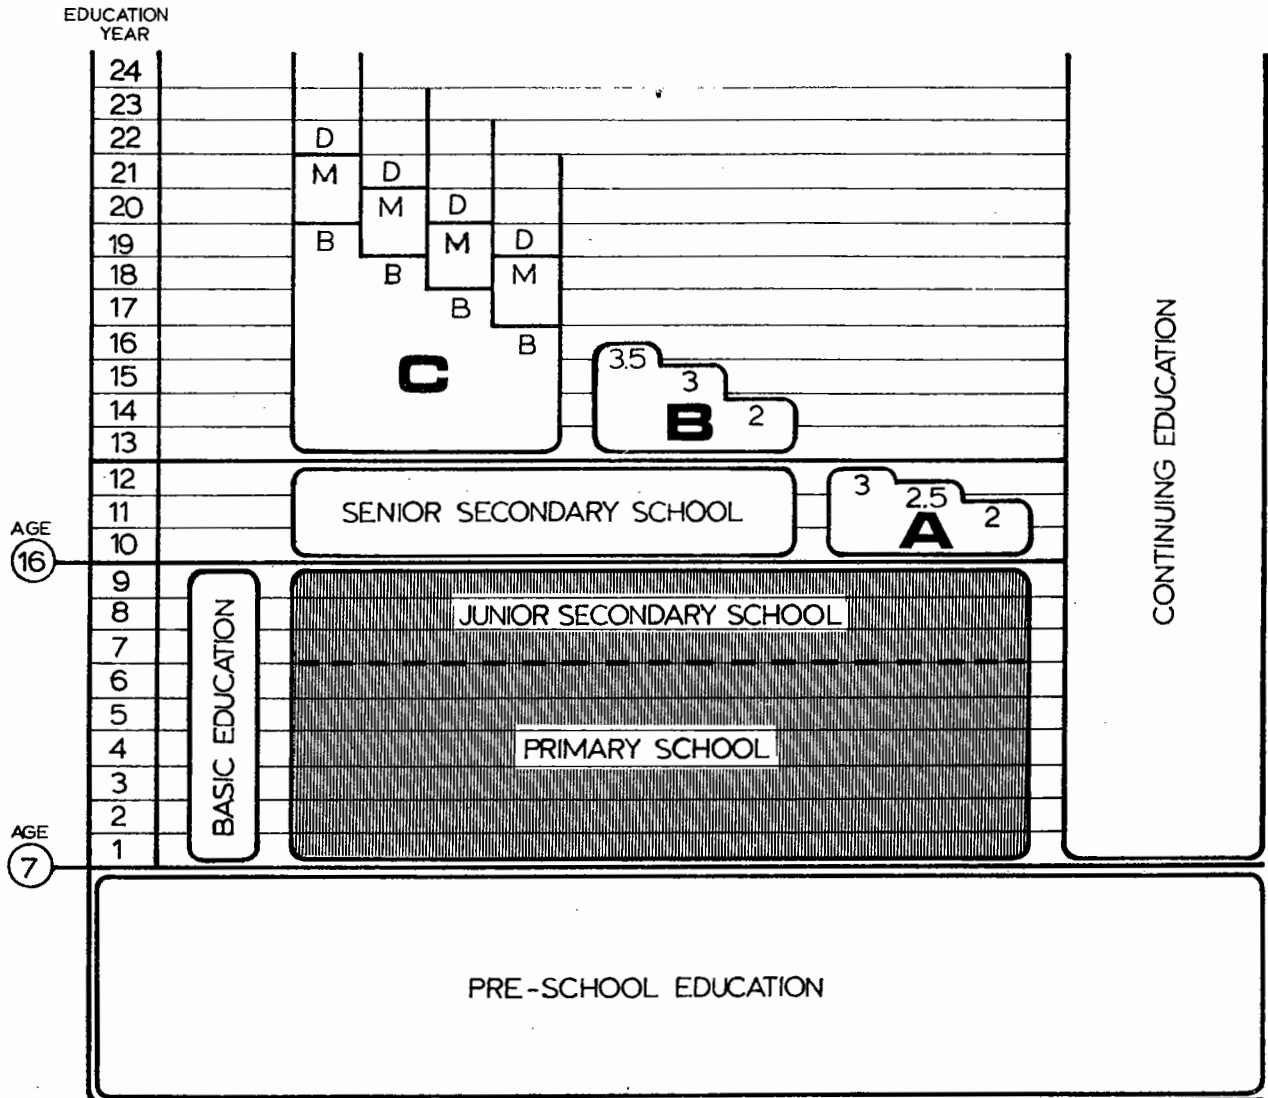 EDUCATION
YEAR
24
23
22
D
21
M
D
20
M
D
19
B
M
D
18
B
M
17
B
16
B
3.5
15
C
3
14
B
2
13
12
3
11
SENIOR SECONDARY SCHOOL
2.5
2
10
A
AGE
16
9
8
JUNIOR SECONDARY SCHOOL
7
6
5
4
PRIMARY SCHOOL
3
2
1
BASIC EDUCATION
CONTINUING EDUCATION
AGE
7
PRE-SCHOOL EDUCATION